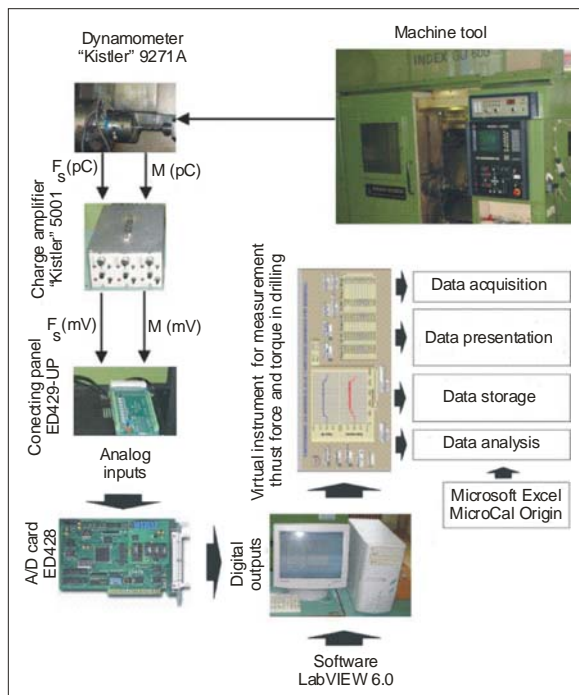 Dynamometer
“Kistler” 9271A
Machine tool
INDEX GU 600
F
s
(pC)
M (pC)
Charge amplifier
“Kistler” 5001
F
s
(mV)
M (mV)
Conecting panel
ED429-UP
Analog
inputs
A/D card
ED428
Digital
outputs
Virtual instrument for measurement
thrust force and torque in drilling
Data acquisition
Data presentation
Data storage
Data analysis
Microsoft Excel
MicroCal Origin
Software
LabVIEW 6.0